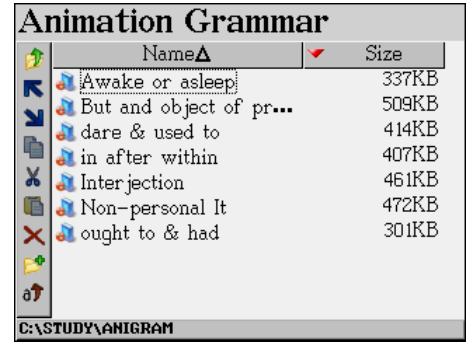 Animation Grammar
NameΔ Size
Awake or asleep 337KB
But and object of pr... 509KB
dare & used to 414KB
in after within 407KB
Interjection 461KB
Non-personal It 472KB
ought to & had 301KB
a
C:\STUDY\ANIGRAM